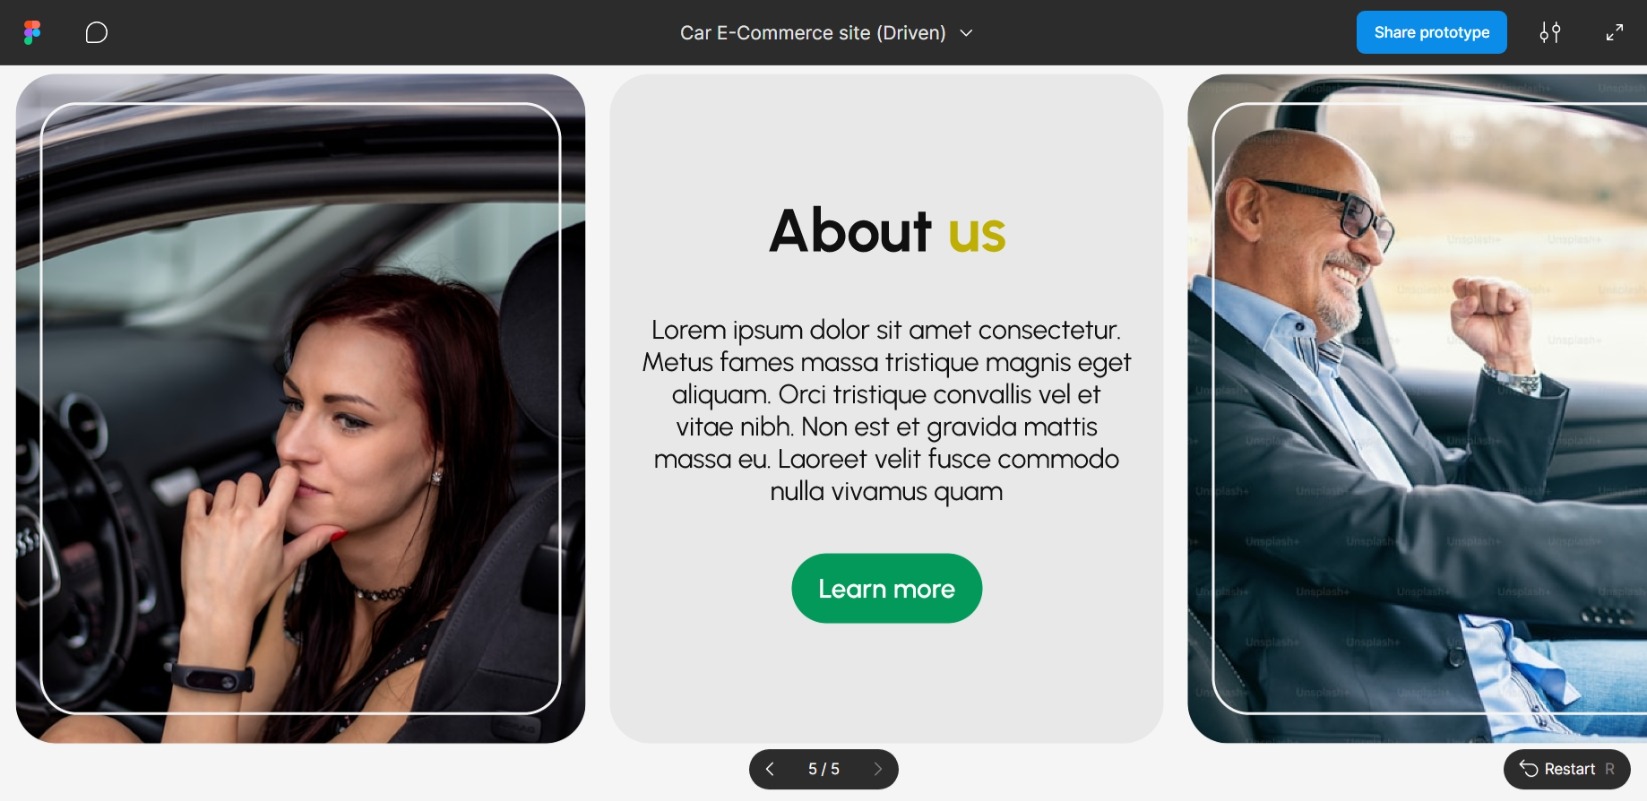 Car E-Commerce site (Driven)
Share prototype
About us
Lorem ipsum dolor sit amet consectetur.
Metus fames massa tristique magnis eget
aliquam. Orci tristique convallis vel et
vitae nibh. Non est et gravida mattis
massa eu. Laoreet velit fusce commodo
nulla vivamus quam
Learn more
Unsplash+
5 / 5
Restart R